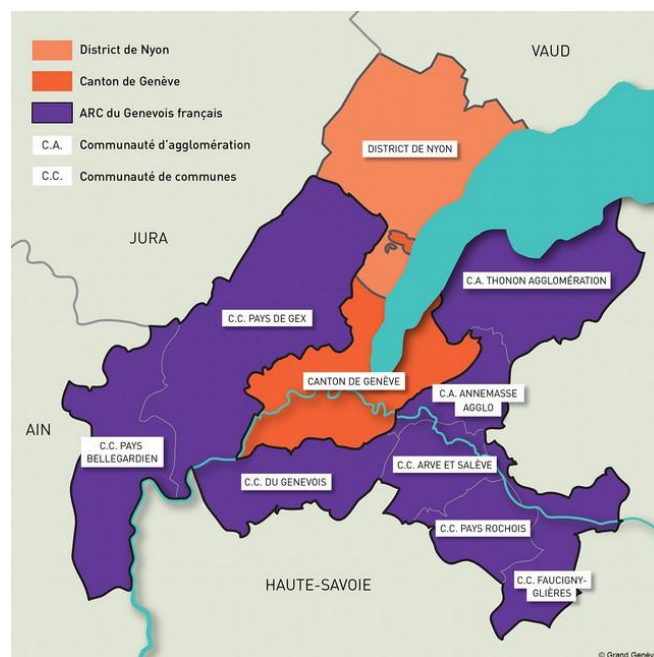 District de Nyon
Canton de Genève
ARC du Genevois français
C.A. Communauté d'agglomération
C.C. Communauté de communes
VAUD
DISTRICT DE NYON
JURA
C.A. THONON AGGLOMÉRATION
C.C. PAYS DE GEX
CANTON DE GENÈVE
C.A. ANNEMASSE
AGGLO
AIN
C.C. PAYS
BELLEGARDIEN
C.C. ARVE ET SALÈVE
C.C. DU GENEVOIS
C.C. PAYS ROCHOIS
HAUTE-SAVOIE
C.C. FAUCIGNY-
GLIÈRES
© Grand Genèv